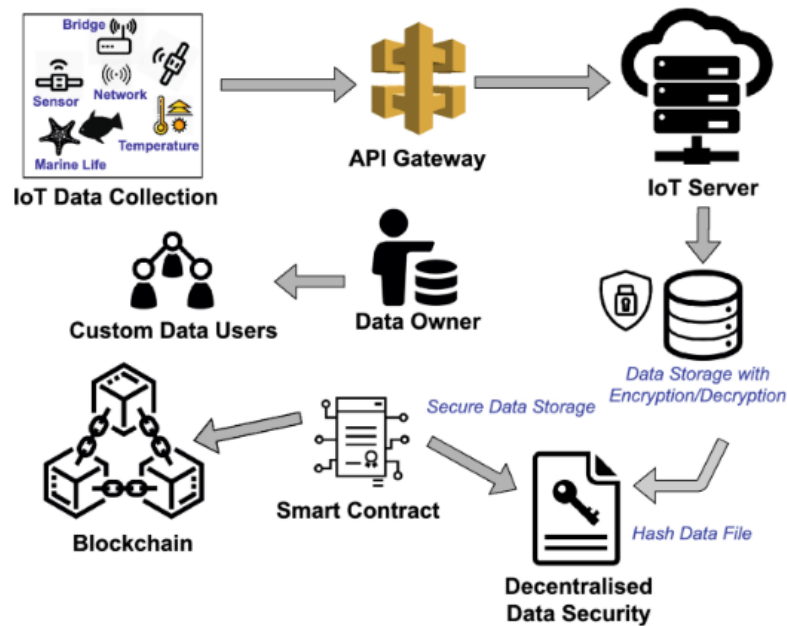 Bridge
Sensor
Network
Marine Life
Temperature
IoT Data Collection
API Gateway
IoT Server
Custom Data Users
Data Owner
Data Storage with
Encryption/Decryption
Secure Data Storage
Smart Contract
Blockchain
Hash Data File
Decentralised
Data Security